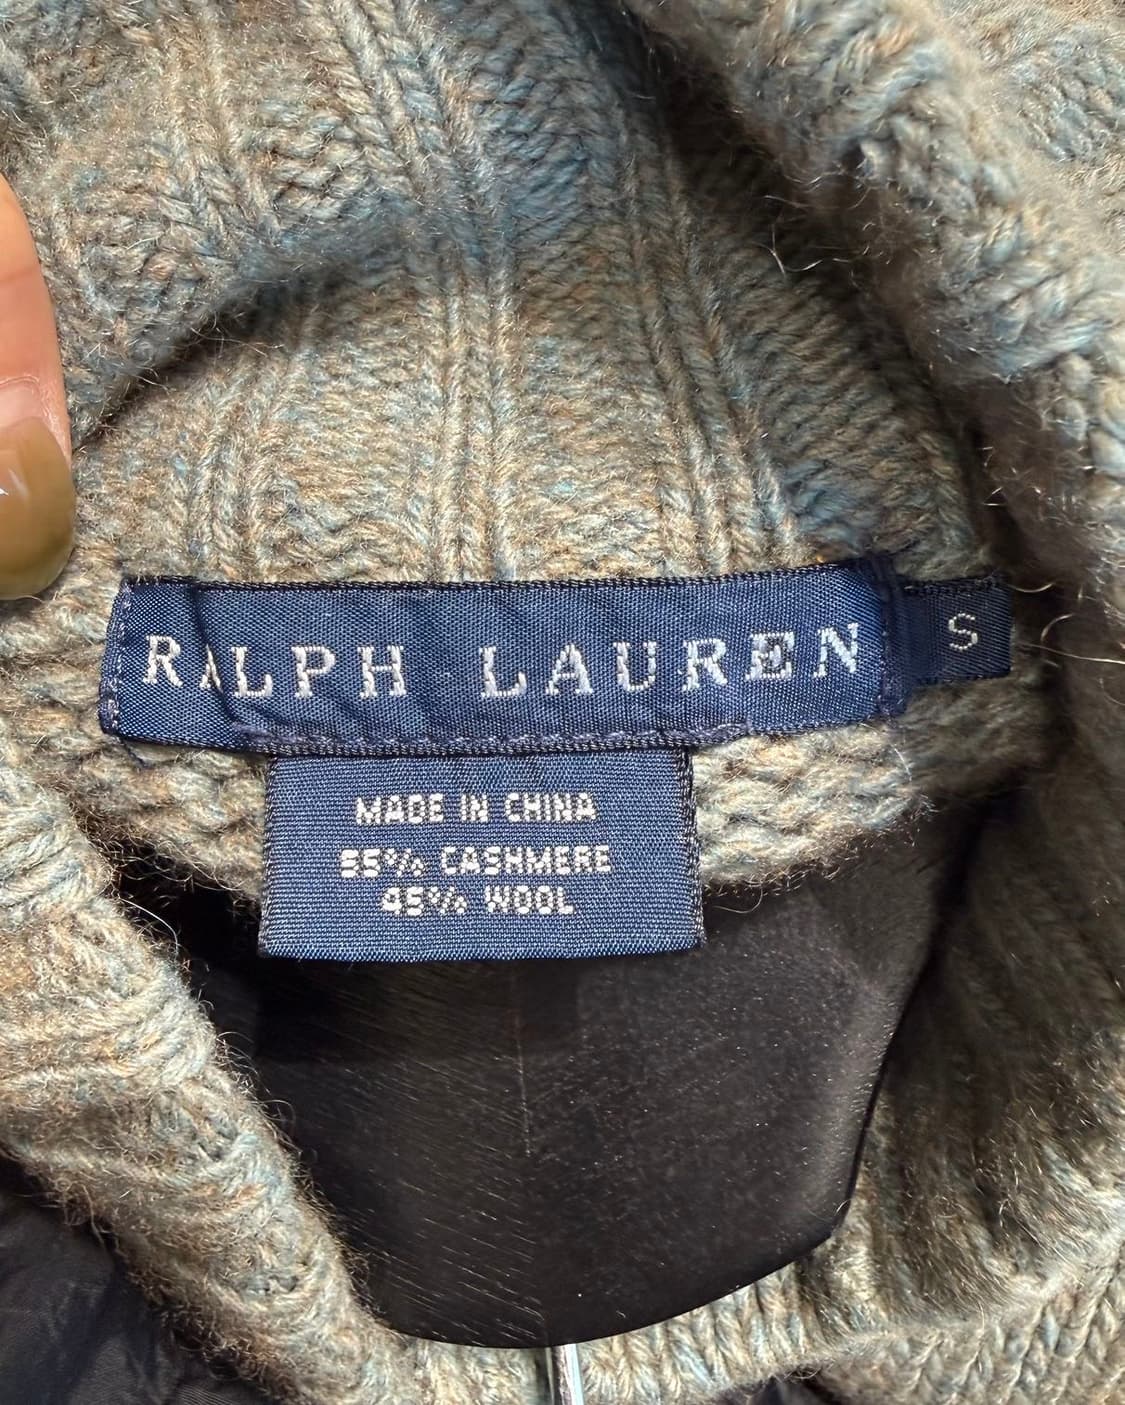 RALPH LAUREN
S
MADE IN CHINA
55% CASHMERE
45% WOOL